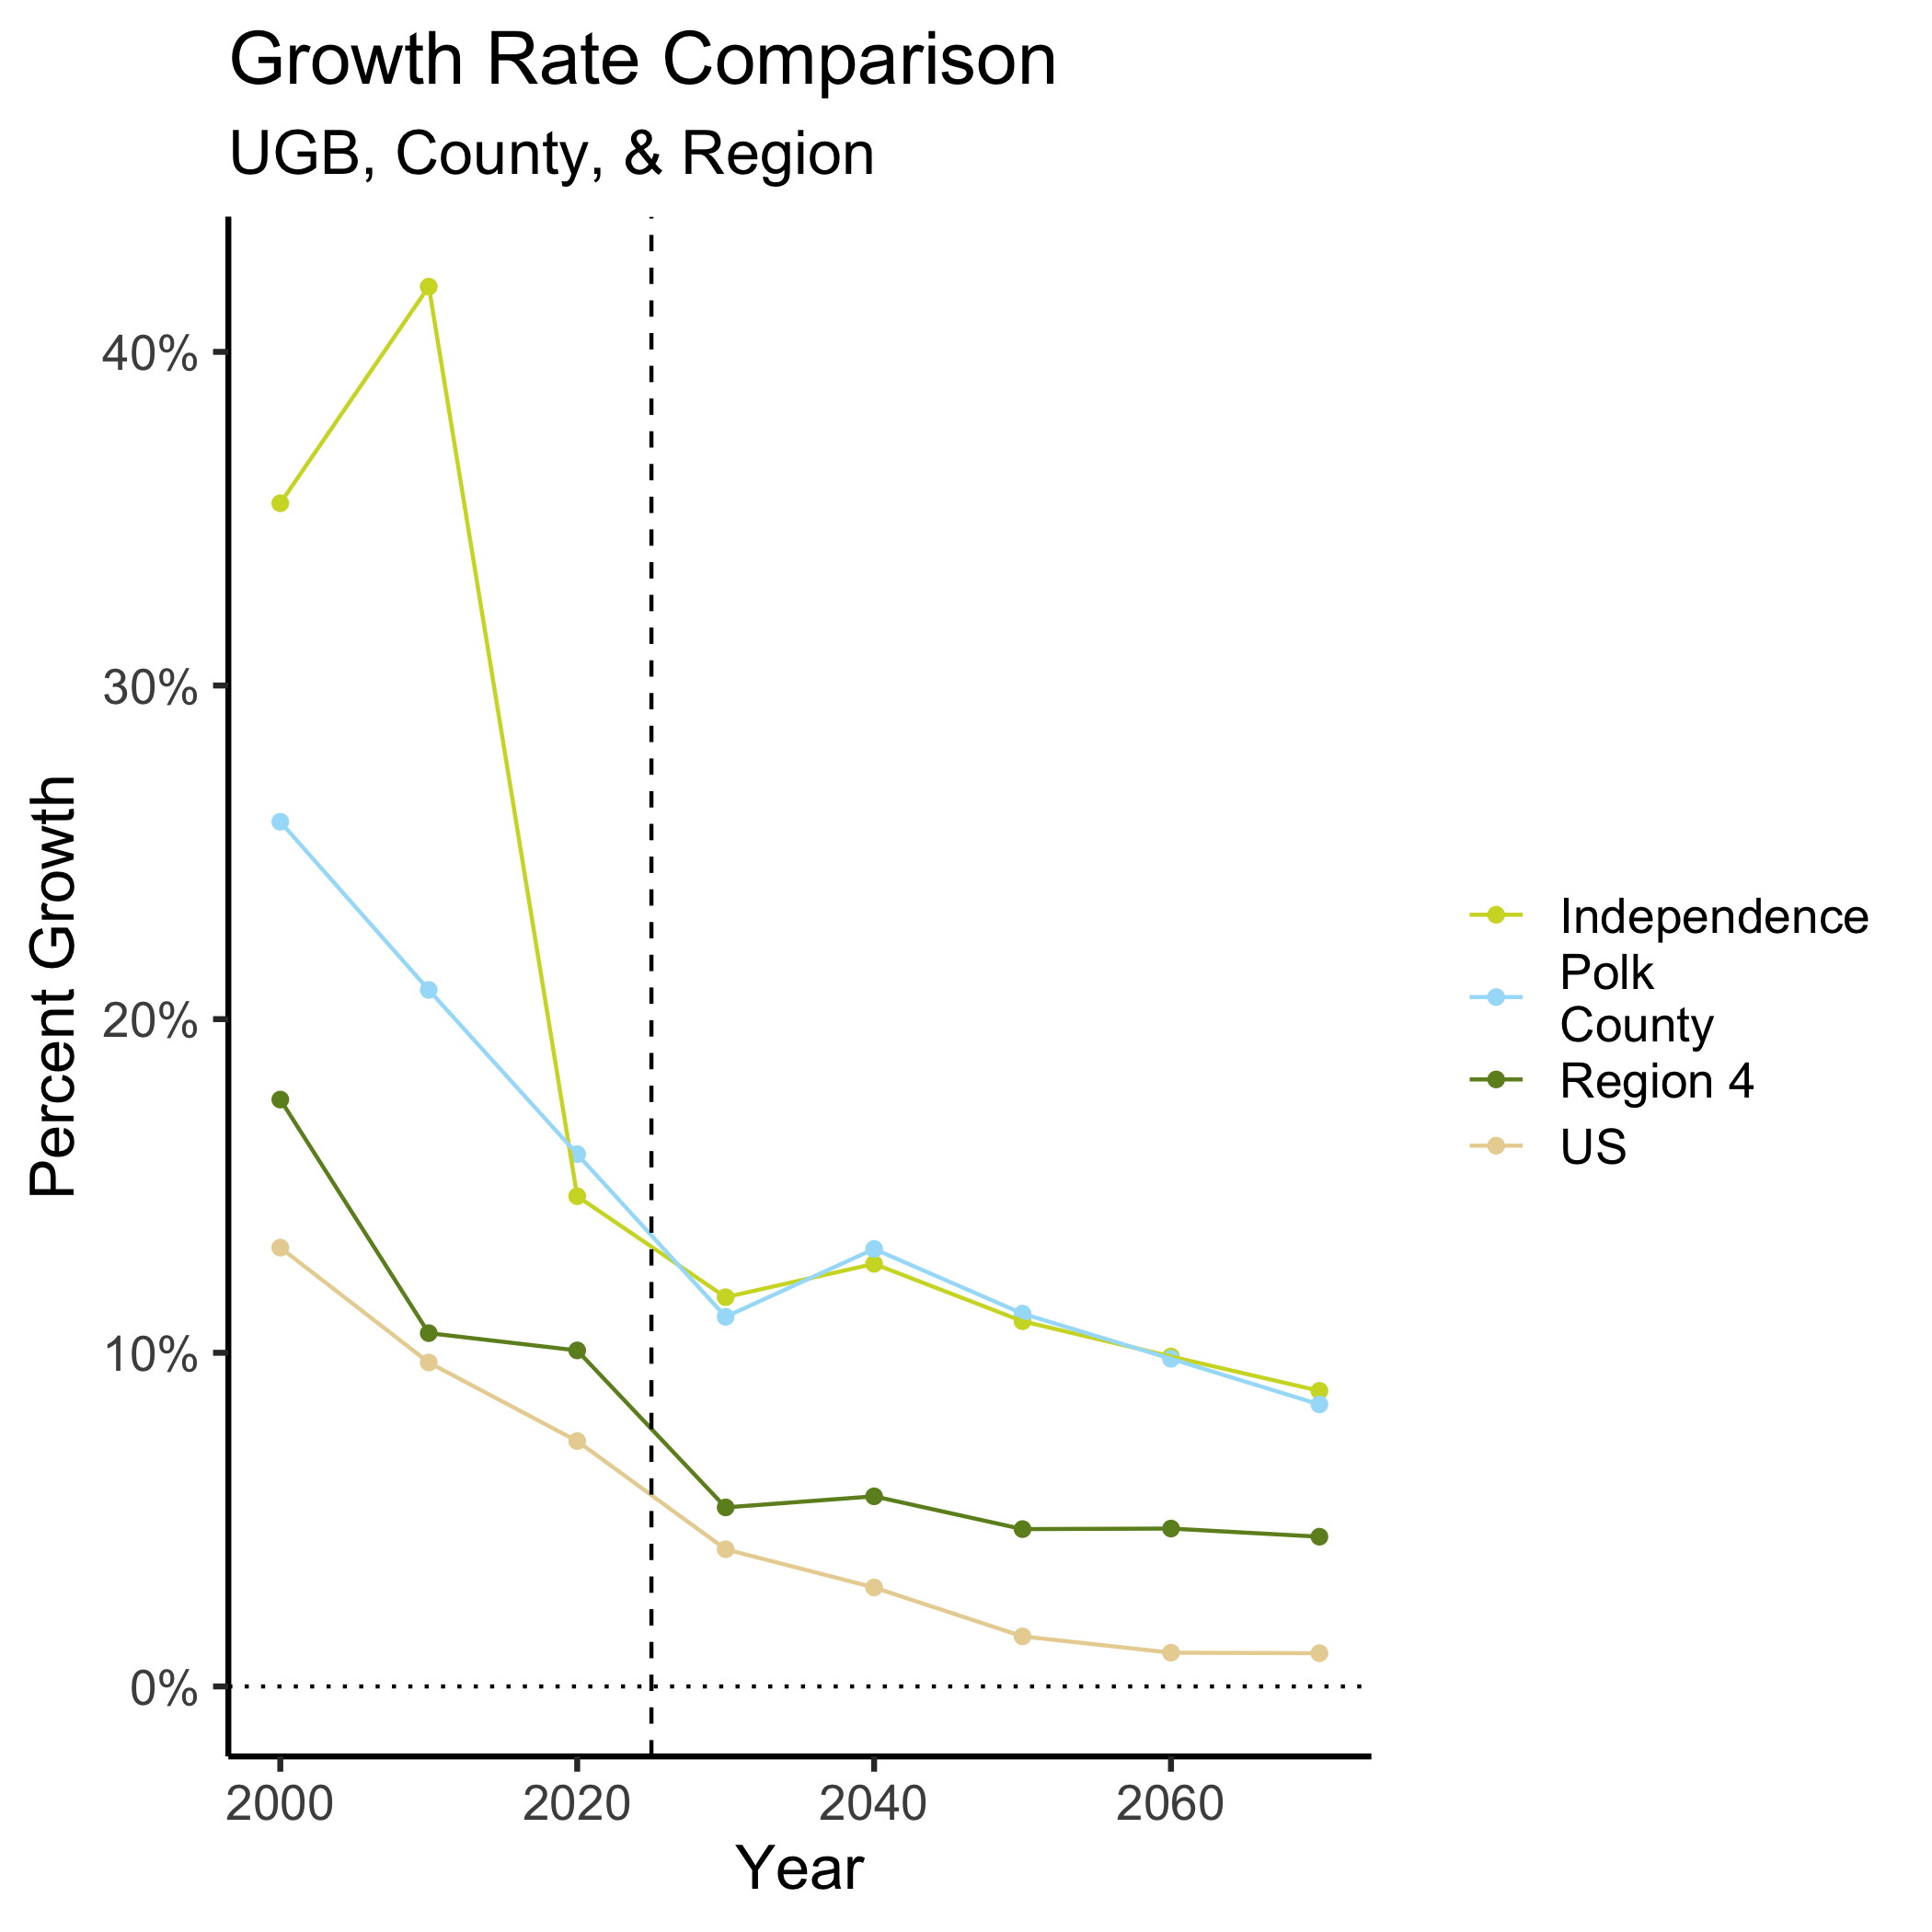 Growth Rate Comparison
UGB, County, & Region
Percent Growth
40%
30%
20%
10%
0%
2000
2020
2040
2060
Year
Independence
Polk
County
Region 4
US